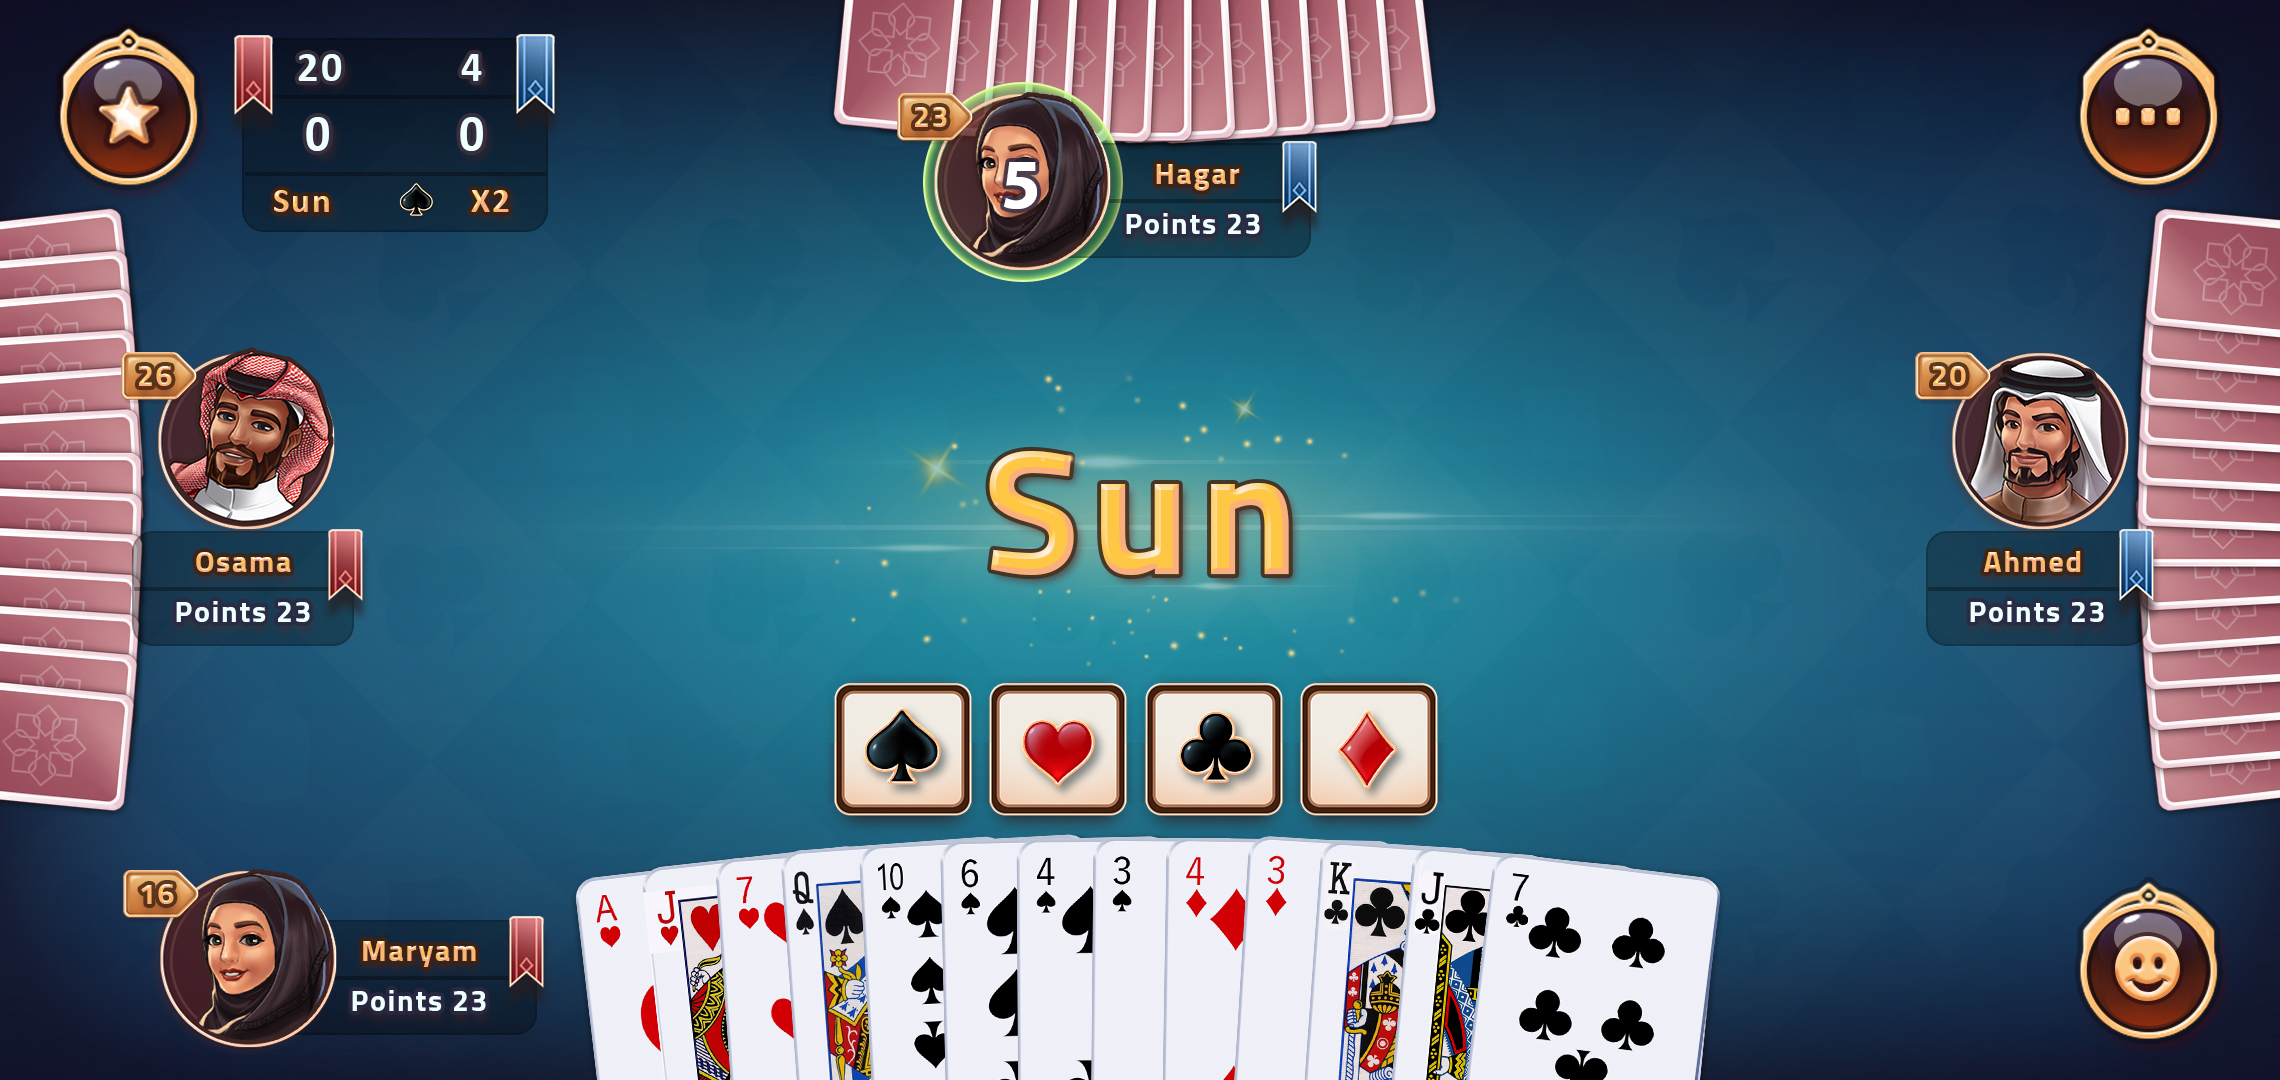 20 4
0 0
Sun X2
23
5
Hagar
Points 23
26
Osama
Points 23
20
Ahmed
Points 23
Sun
16
Maryam
Points 23
A J 7 Q 10 6 4 3 4 3 K J 7